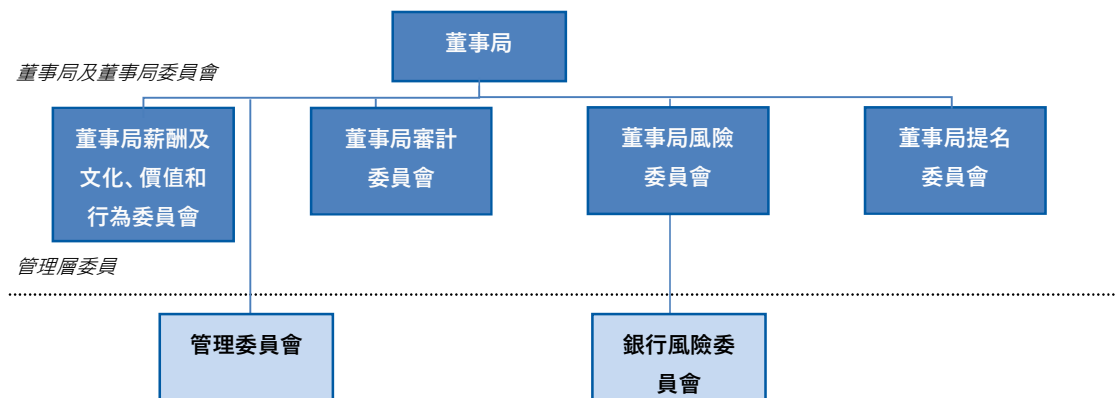 董事局
董事局及董事局委員會
董事局薪酬及
文化、價值和
行為委員會
董事局審計
委員會
董事局風險
委員會
董事局提名
委員會
管理層委員
管理委員會
銀行風險委
員會